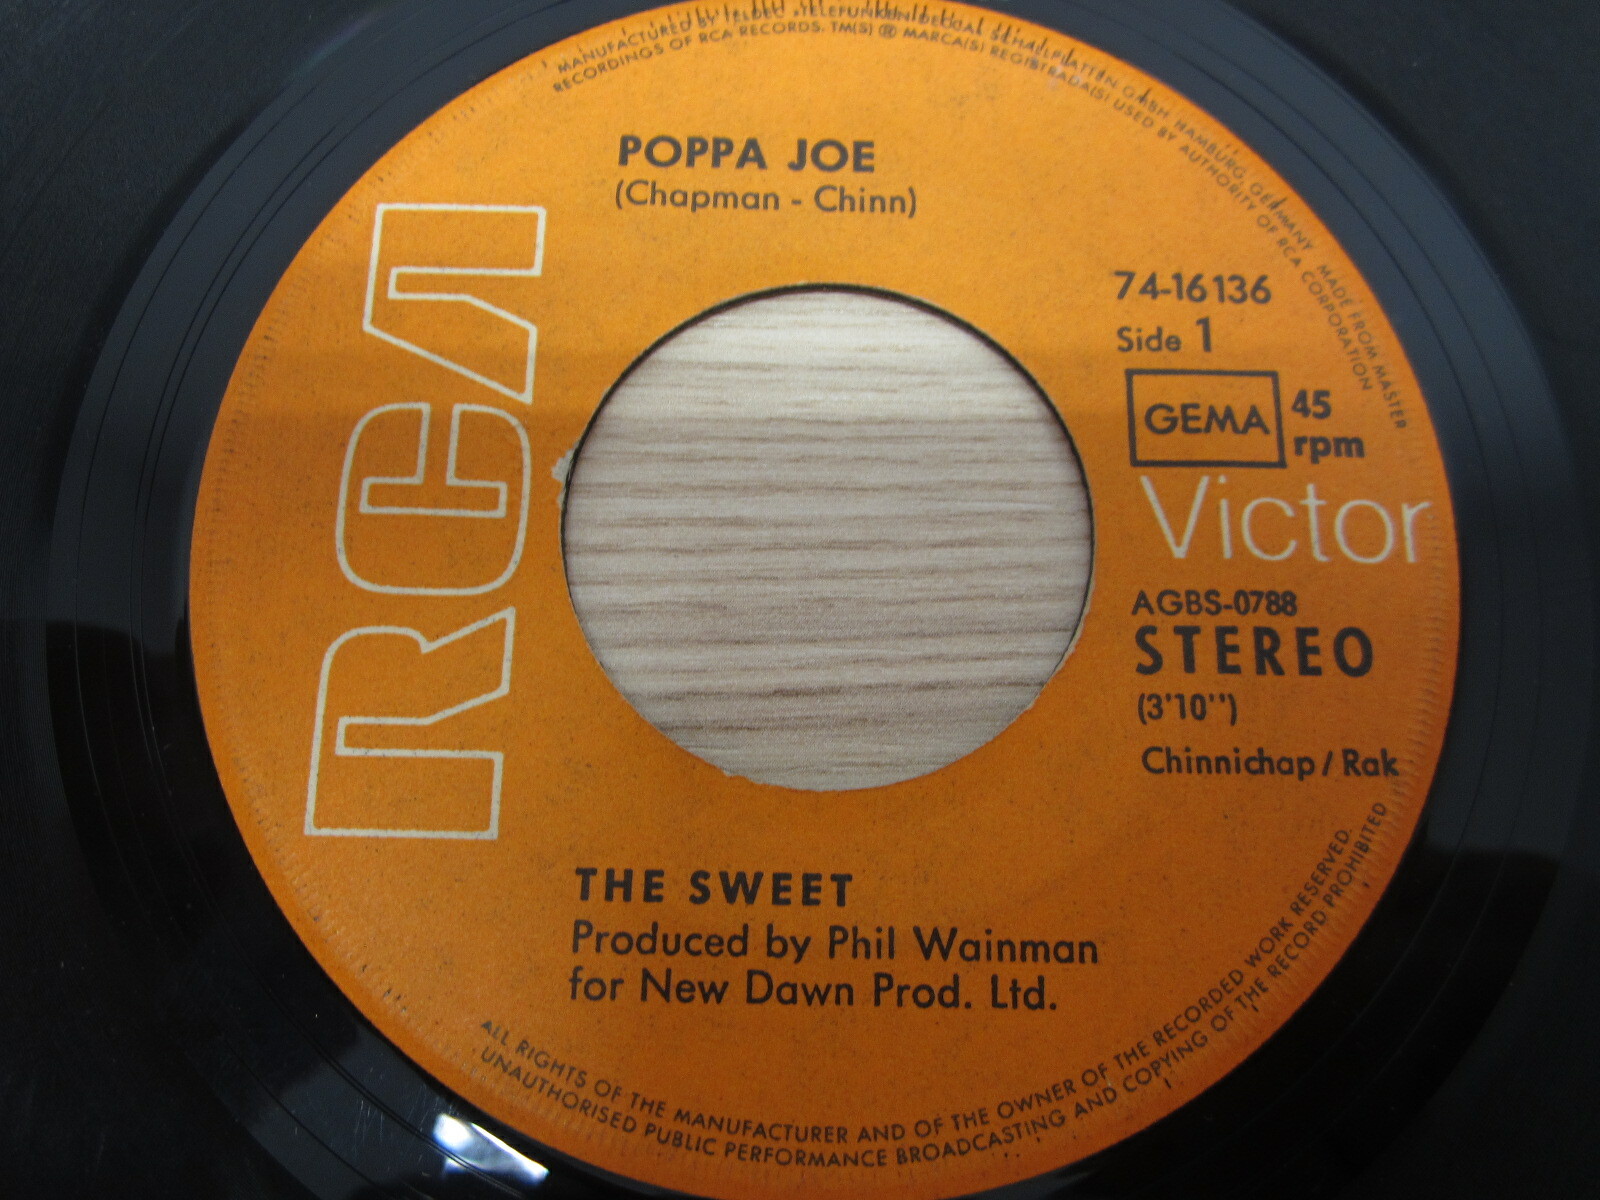 MANUFACTURED BY TELDEC »TELEFUNKEN-DECCA« SCHALLPLATTEN GMBH HAMBURG, GERMANY MADE FROM MASTER
RECORDINGS OF RCA RECORDS. TM(S) ® MARCA(S) REGISTRADA(S) USED BY AUTHORITY OF RCA CORPORATION
POPPA JOE
(Chapman - Chinn)
RCA
74-16136
Side 1
GEMA
45
rpm
Victor
AGBS-0788
STEREO
(3'10'')
Chinnichap / Rak
THE SWEET
Produced by Phil Wainman
for New Dawn Prod. Ltd.
ALL RIGHTS OF THE MANUFACTURER AND OF THE OWNER OF THE RECORDED WORK RESERVED.
UNAUTHORISED PUBLIC PERFORMANCE BROADCASTING AND COPYING OF THE RECORD PROHIBITED